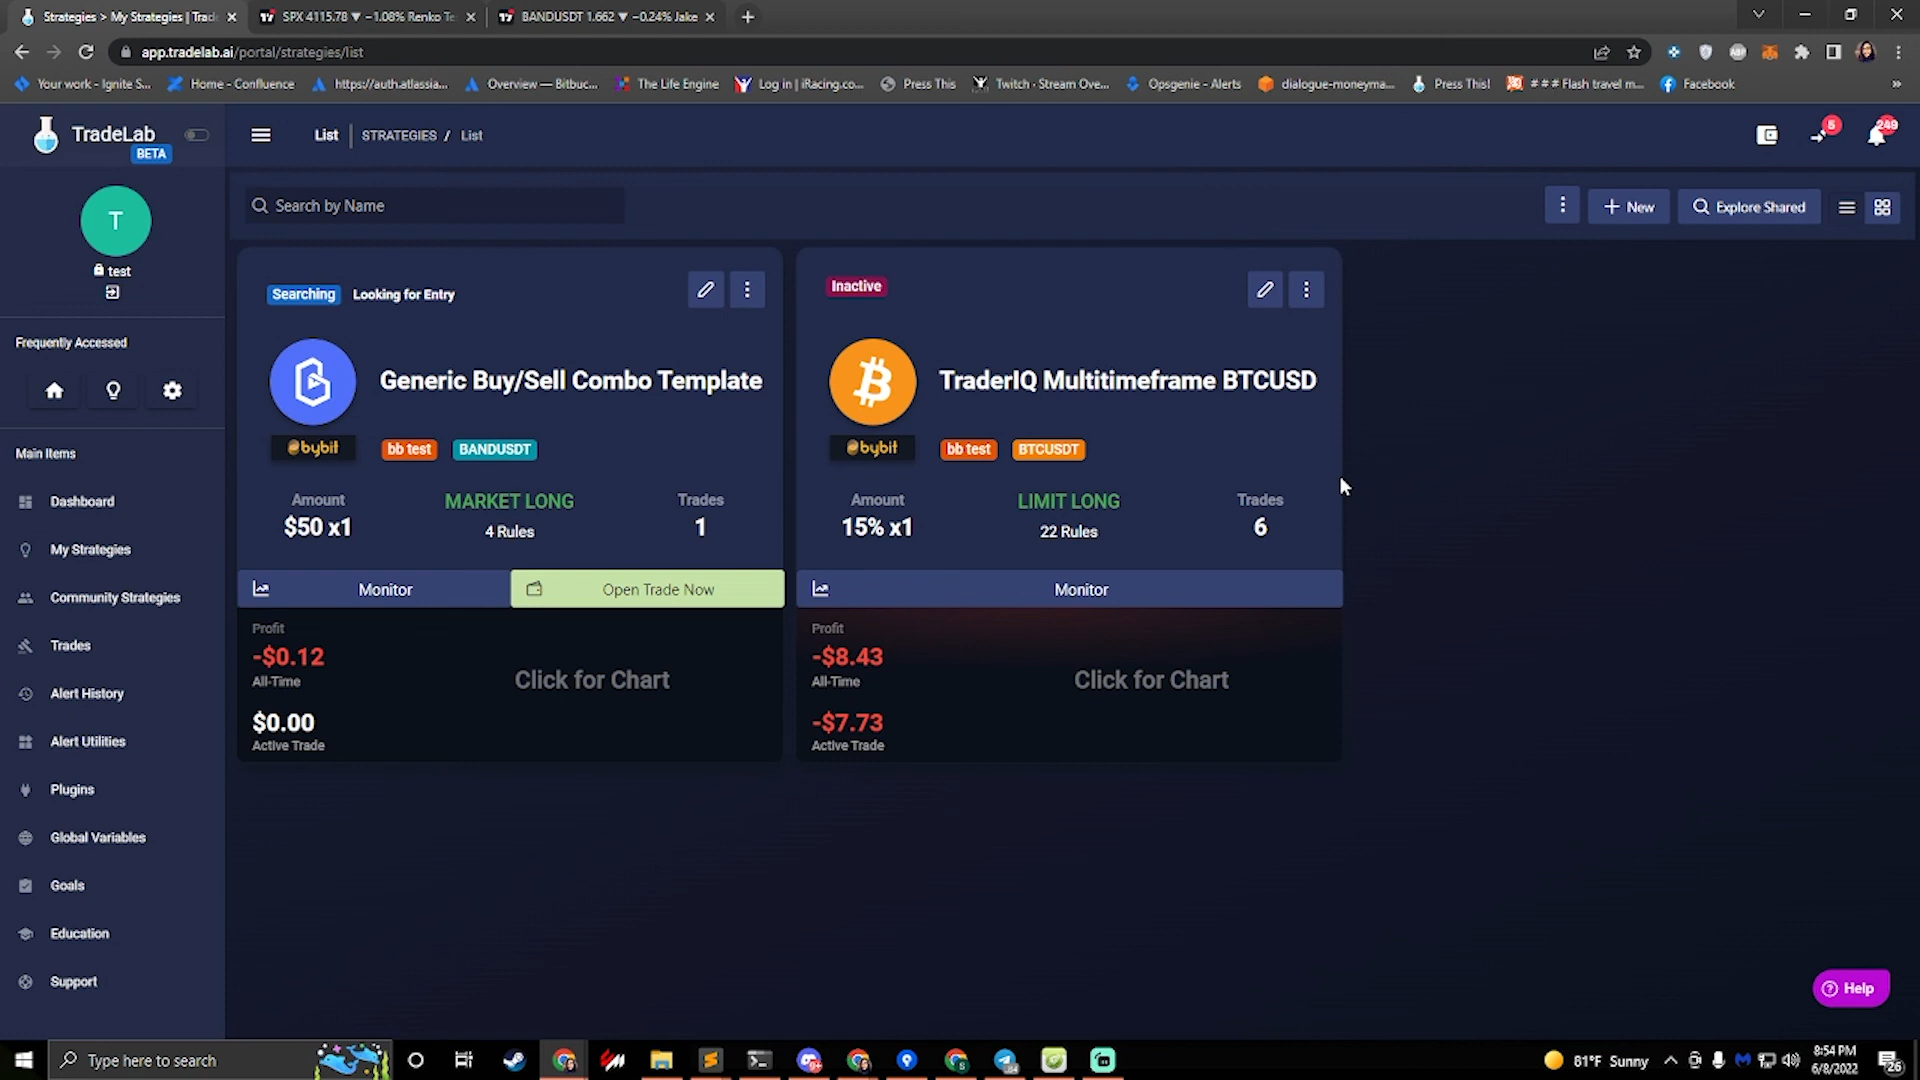 Strategies > My Strategies | Trade
SPX 4115.78 ▼ −1.08% Renko Te
BANDUSDT 1.662 ▼ −0.24% Jake
app.tradelab.ai/portal/strategies/list
Your work - Ignite S...
Home - Confluence
https://auth.atlassia...
Overview — Bitbuc...
The Life Engine
Log in | iRacing.co...
Press This
Twitch - Stream Ove...
Opsgenie - Alerts
dialogue-moneyma...
Press This!
# # # Flash travel m...
Facebook
»
TradeLab
BETA
List
STRATEGIES / List
5
249
T
test
Search by Name
+ New
Explore Shared
Frequently Accessed
Main Items
Dashboard
My Strategies
Community Strategies
Trades
Alert History
Alert Utilities
Plugins
Global Variables
Goals
Education
Support
Searching Looking for Entry
Generic Buy/Sell Combo Template
bybit
bb test
BANDUSDT
Amount
MARKET LONG
Trades
$50 x1
4 Rules
1
Monitor
Open Trade Now
Profit
-$0.12
All-Time
Click for Chart
$0.00
Active Trade
Inactive
TraderIQ Multitimeframe BTCUSD
bybit
bb test
BTCUSDT
Amount
LIMIT LONG
Trades
15% x1
22 Rules
6
Monitor
Profit
-$8.43
All-Time
Click for Chart
-$7.73
Active Trade
Help
Type here to search
81°F Sunny
8:54 PM
6/8/2022
26